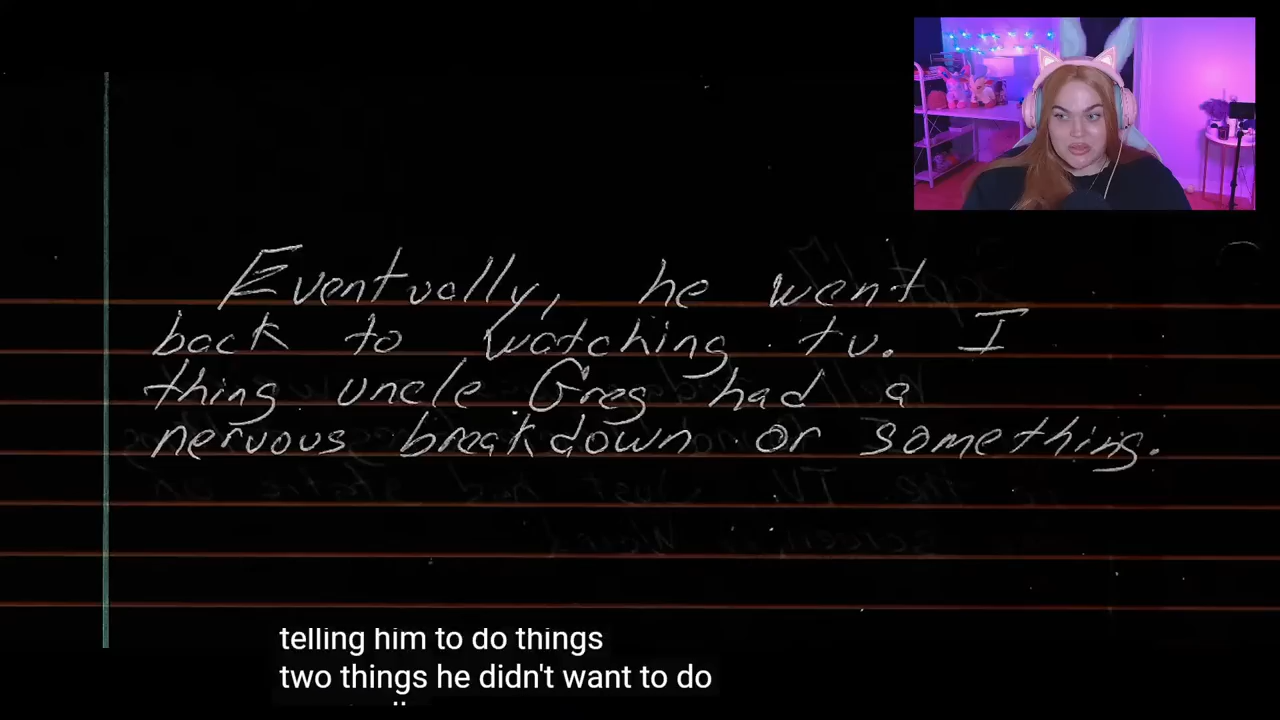 Eventually, he went
back to watching tv. I
thing uncle Greg had a
nervous breakdown or something.
telling him to do things
two things he didn't want to do